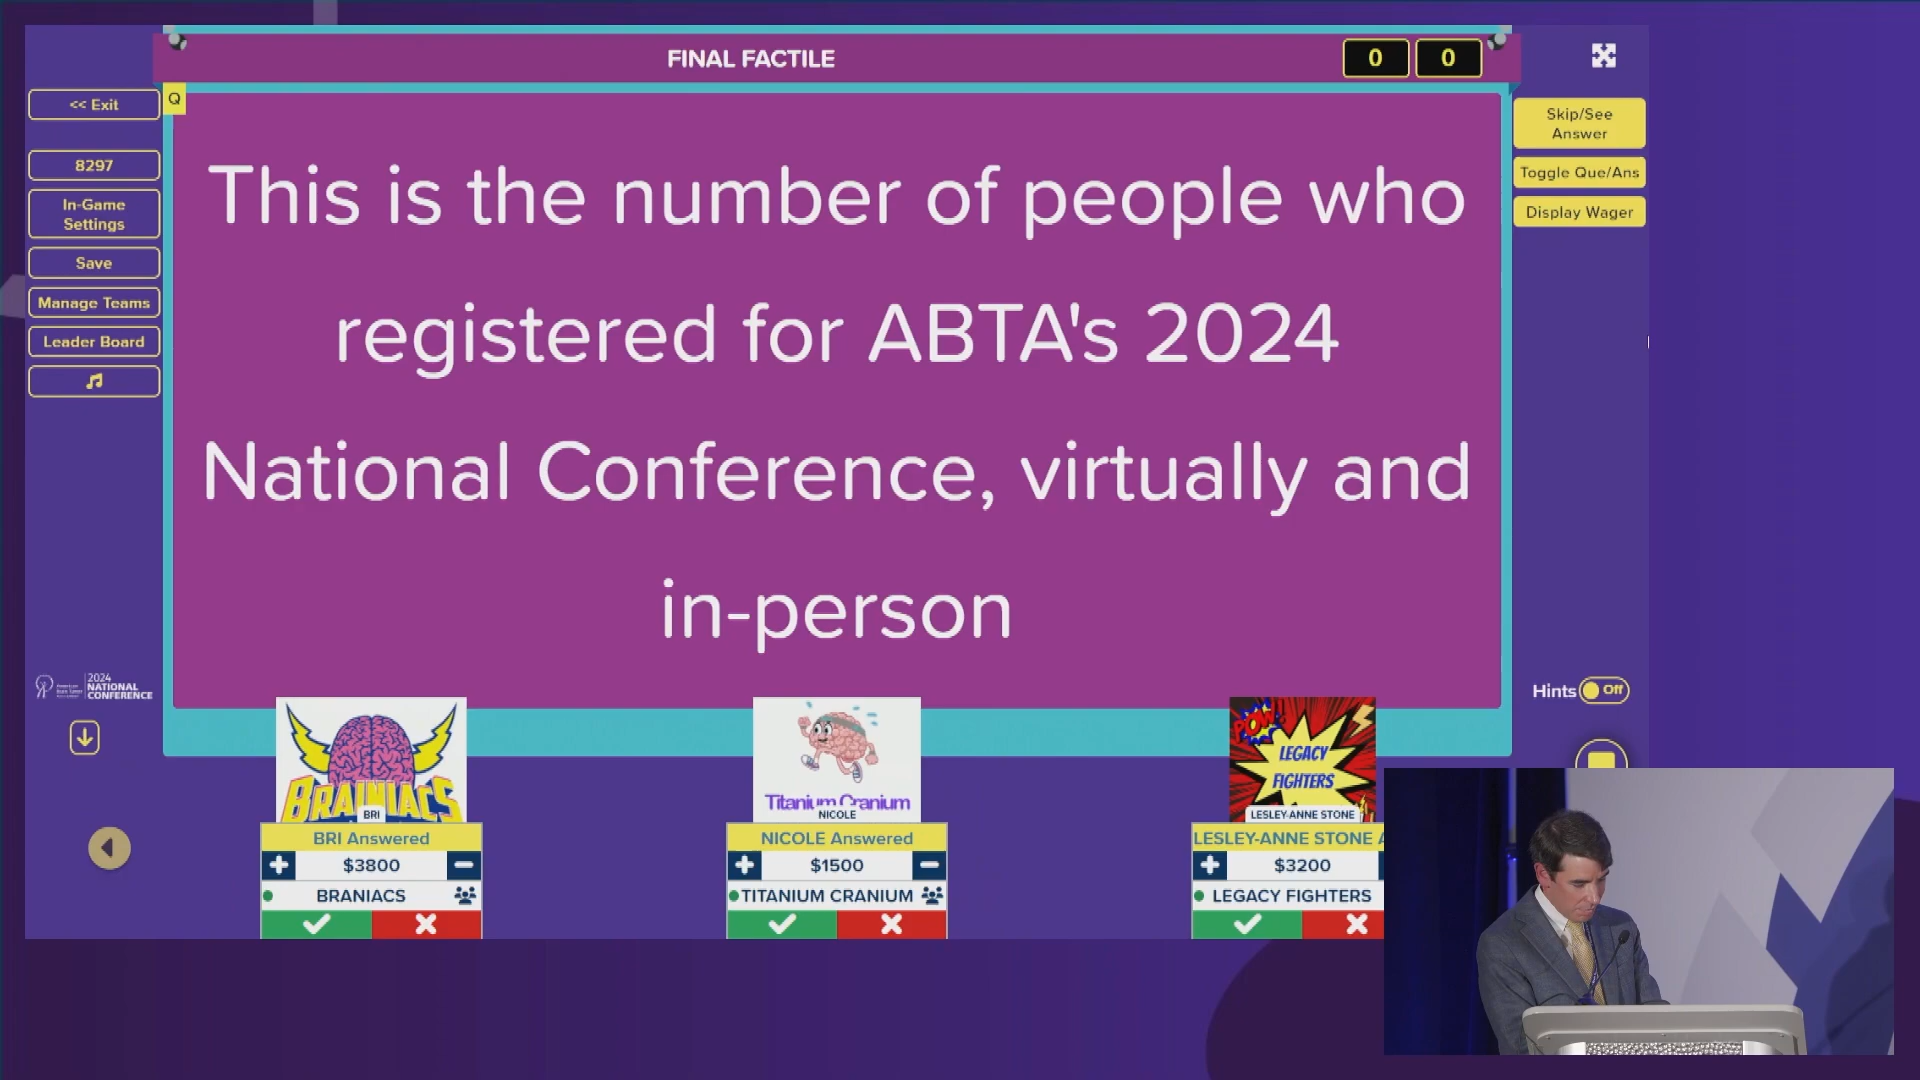 FINAL FACTILE
0 0
<< Exit
Q
Skip/See
Answer
8297
Toggle Que/Ans
In-Game
Settings
Display Wager
Save
Manage Teams
Leader Board
This is the number of people who
registered for ABTA's 2024
National Conference, virtually and
in-person
2024
NATIONAL
CONFERENCE
Hints Off
BRAINIACS
BRI
BRI Answered
$3800
BRANIACS
Titanium Cranium
NICOLE
NICOLE Answered
$1500
TITANIUM CRANIUM
POW
LEGACY
FIGHTERS
LESLEY-ANNE STONE
LESLEY-ANNE STONE A
$3200
LEGACY FIGHTERS